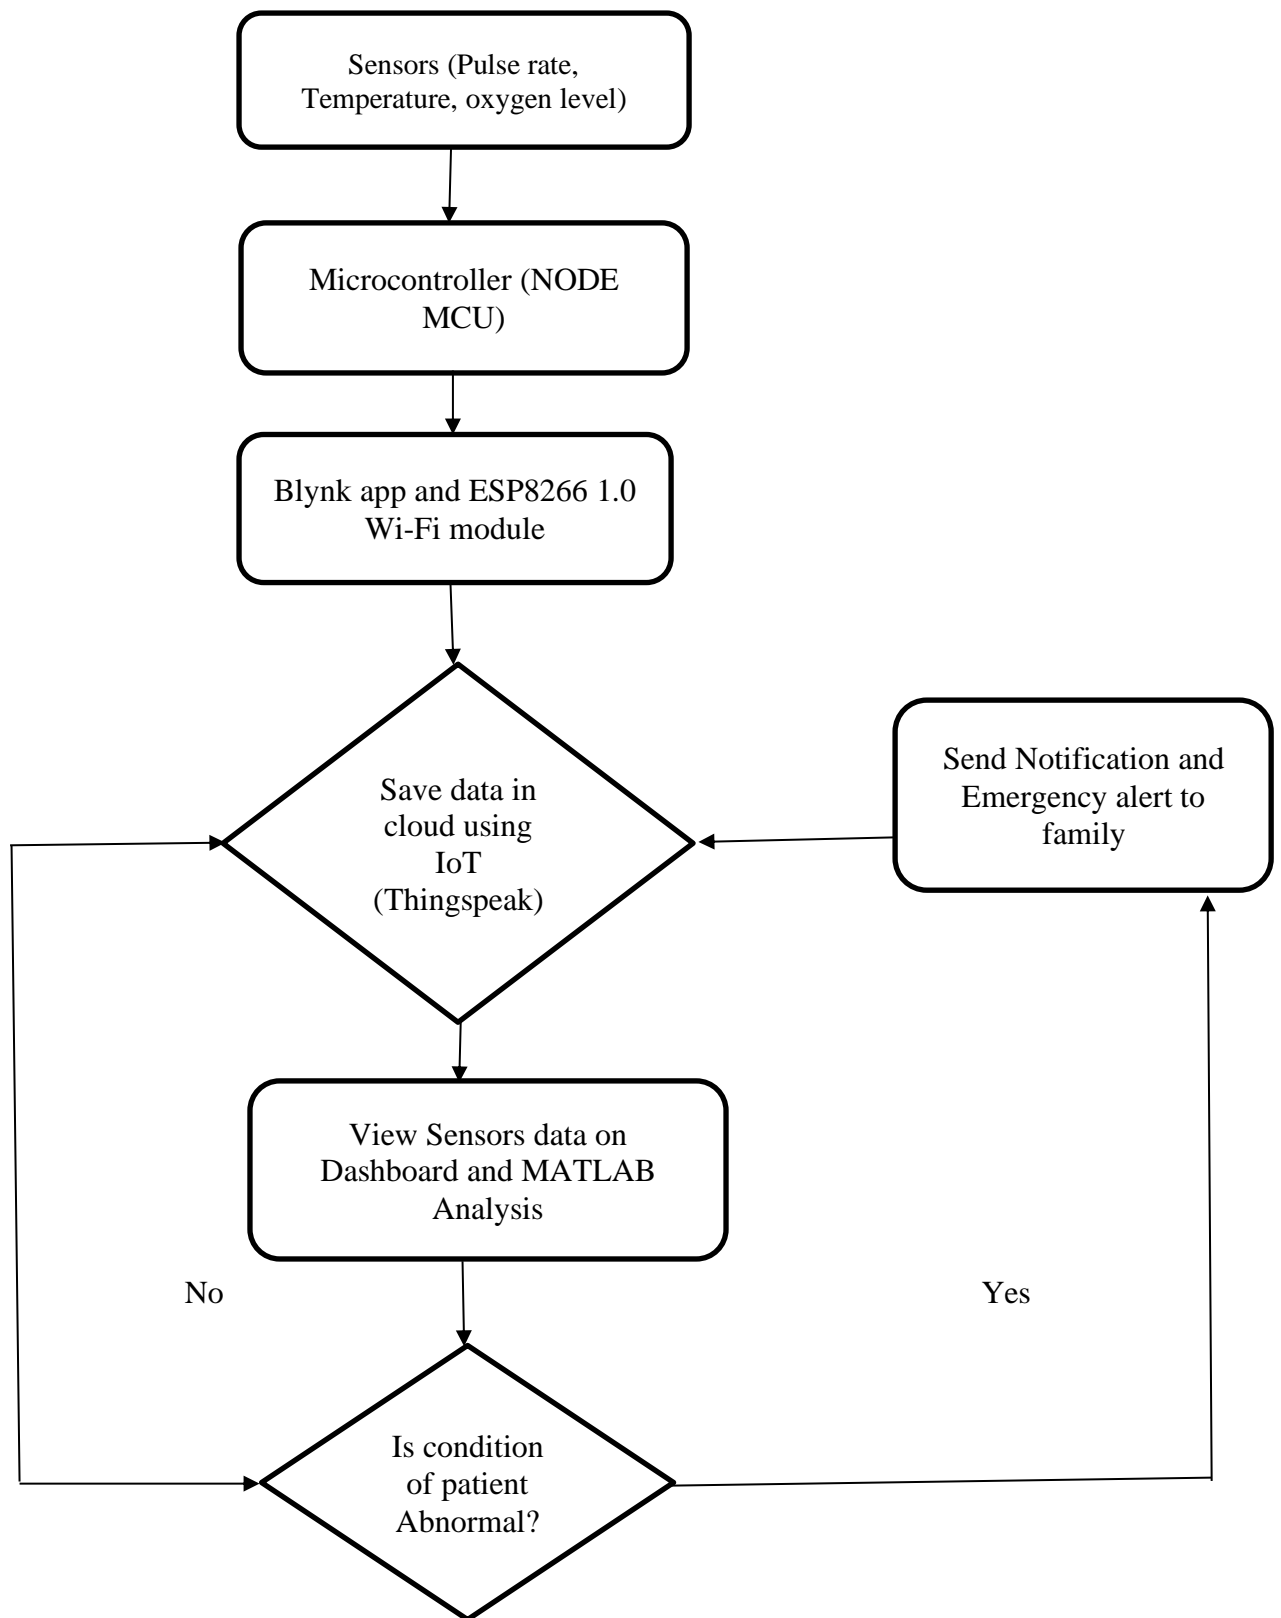 Sensors (Pulse rate,
Temperature, oxygen level)
Microcontroller (NODE
MCU)
Blynk app and ESP8266 1.0
Wi-Fi module
Save data in
cloud using
IoT
(Thingspeak)
Send Notification and
Emergency alert to
family
View Sensors data on
Dashboard and MATLAB
Analysis
No
Yes
Is condition
of patient
Abnormal?